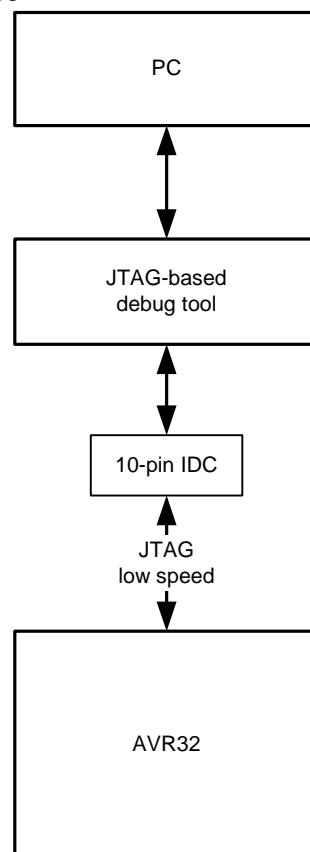 PC
JTAG-based
debug tool
10-pin IDC
JTAG
low speed
AVR32